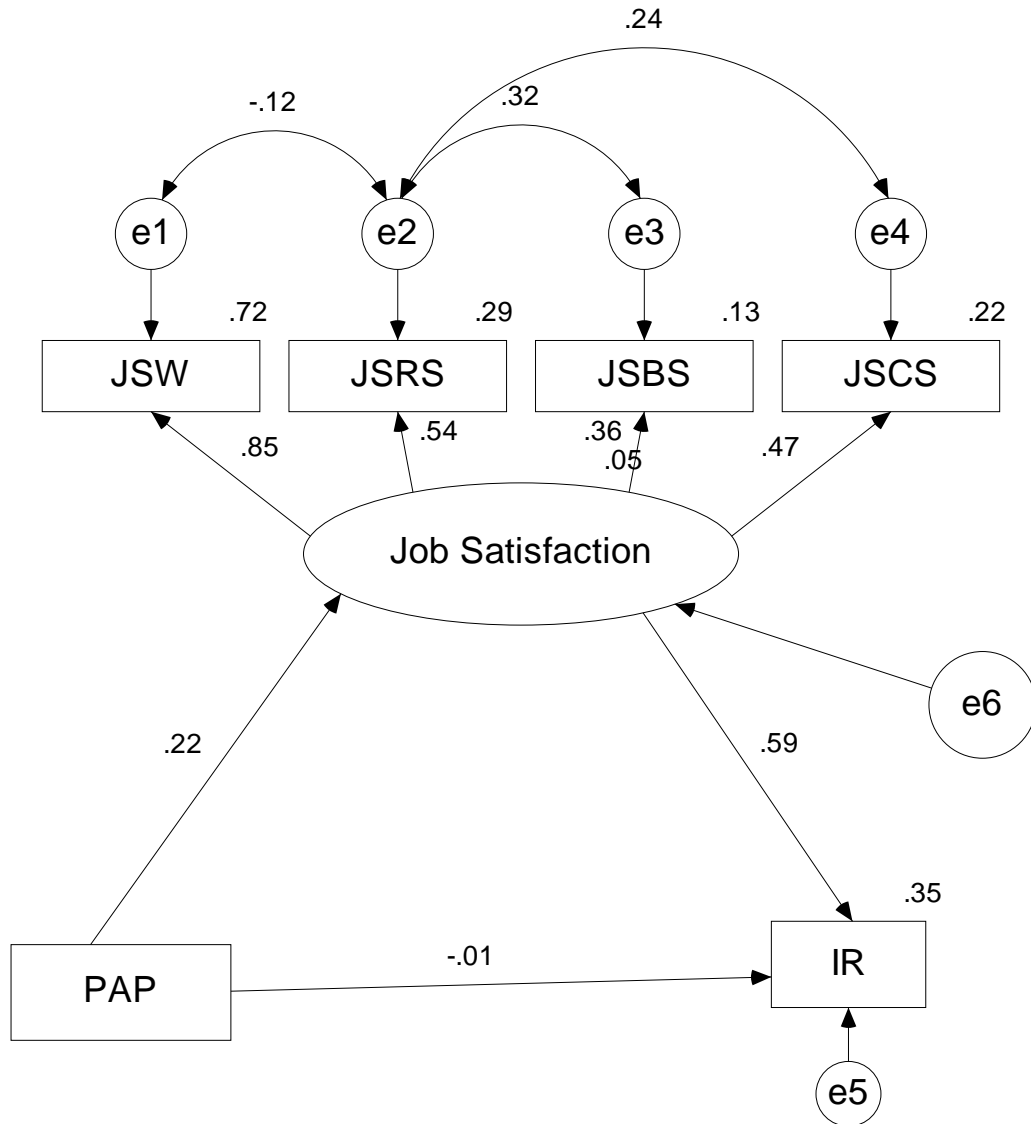 .24
-.12
.32
e1
e2
e3
e4
.72
.29
.13
.22
JSW
JSRS
JSBS
JSCS
.85
.54
.36
.47
.05
Job Satisfaction
e6
.22
.59
.35
-.01
IR
PAP
e5